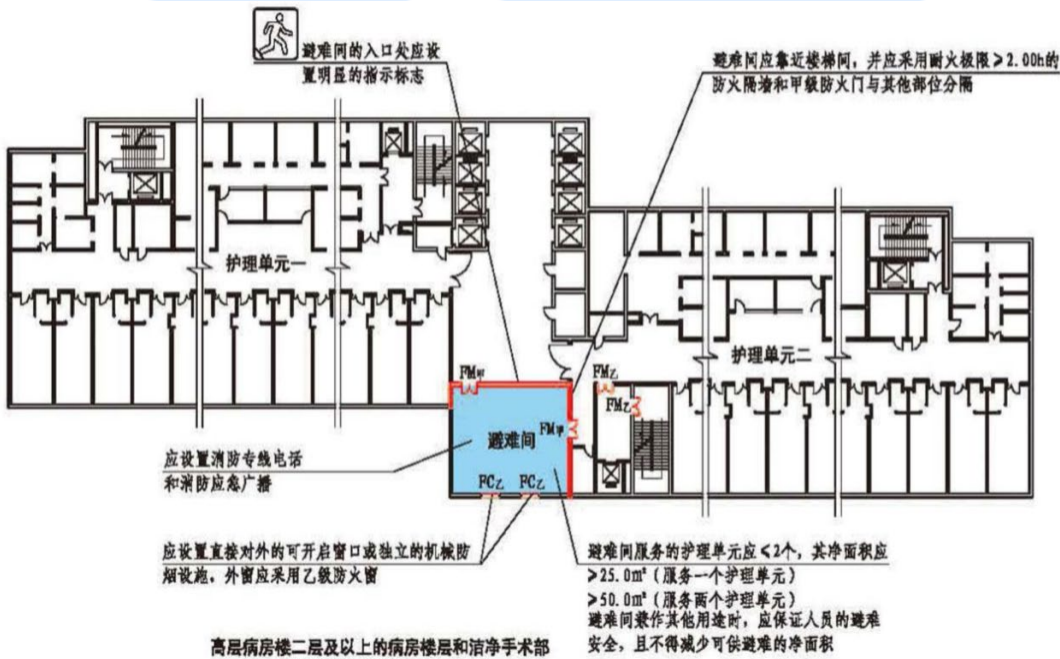 避难间的入口处应设
置明显的指示标志
避难间应靠近楼梯间，并应采用耐火极限≥2.00h的
防火隔墙和甲级防火门与其他部位分隔
护理单元一
护理单元二
FM甲
FM乙
FM乙
避难间
FM甲
应设置消防专线电话
和消防应急广播
FC乙
FC乙
应设置直接对外的可开启窗口或独立的机械防
烟设施，外窗应采用乙级防火窗
避难间服务的护理单元应≤2个，其净面积应
≥25.0m²（服务一个护理单元）
≥50.0m²（服务两个护理单元）
避难间兼作其他用途时，应保证人员的避难
安全，且不得减少可供避难的净面积
高层病房楼二层及以上的病房楼层和洁净手术部